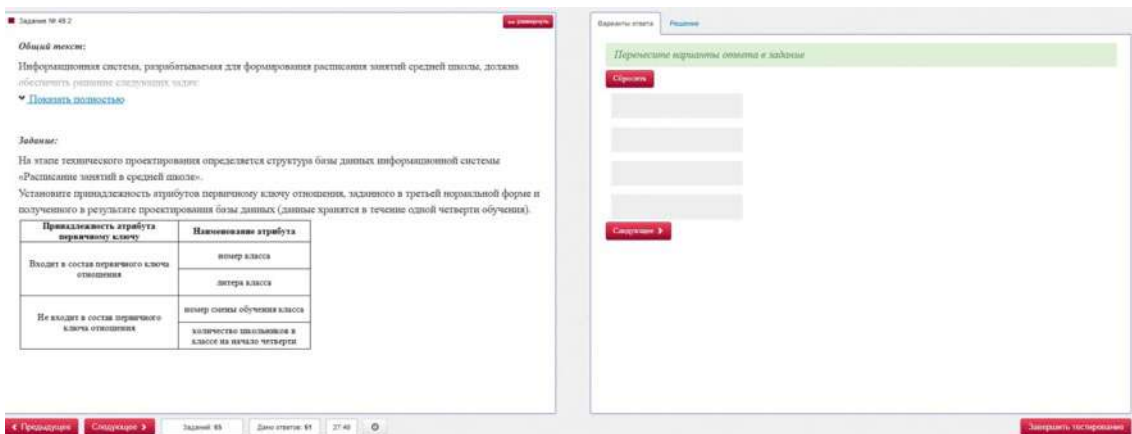 Задание № 49.2
развернуть
Общий текст:
Информационная система, разрабатываемая для формирования расписания занятий средней школы, должна
обеспечить решение следующих задач:
Показать полностью
Задание:
На этапе технического проектирования определяется структура базы данных информационной системы
«Расписание занятий в средней школе».
Установите принадлежность атрибутов первичному ключу отношения, заданного в третьей нормальной форме и
полученного в результате проектирования базы данных (данные хранятся в течение одной четверти обучения).
Принадлежность атрибута
первичному ключу
Наименование атрибута
Входит в состав первичного ключа
отношения
номер класса
литера класса
Не входит в состав первичного
ключа отношения
номер смены обучения класса
количество школьников в
классе на начало четверти
Предыдущее
Следующее
Заданий: 65
Дано ответов: 51
27:40
Варианты ответа
Решение
Перенесите варианты ответа в задание
Сбросить
Следующее
Завершить тестирование